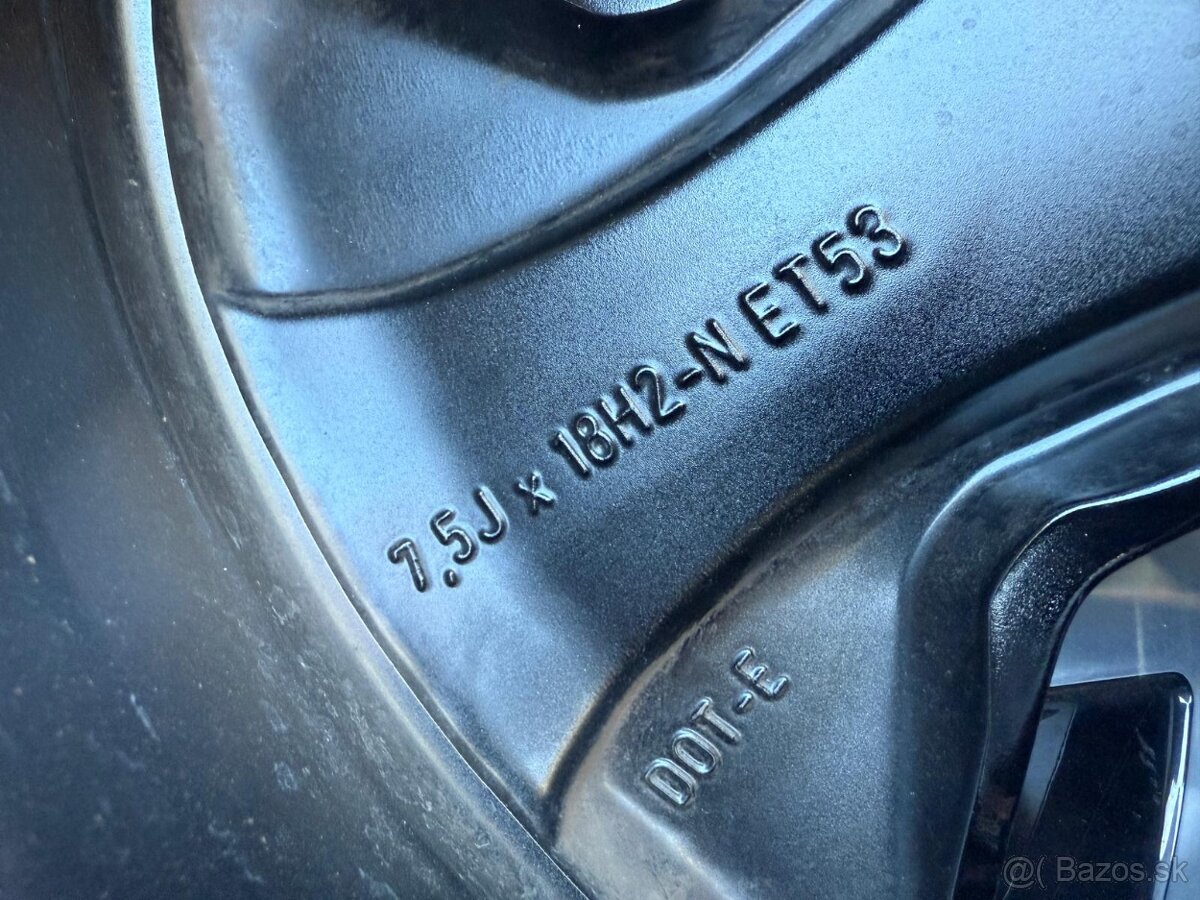 7.5J x 18H2-N ET53
DOT-E
@( Bazos.sk